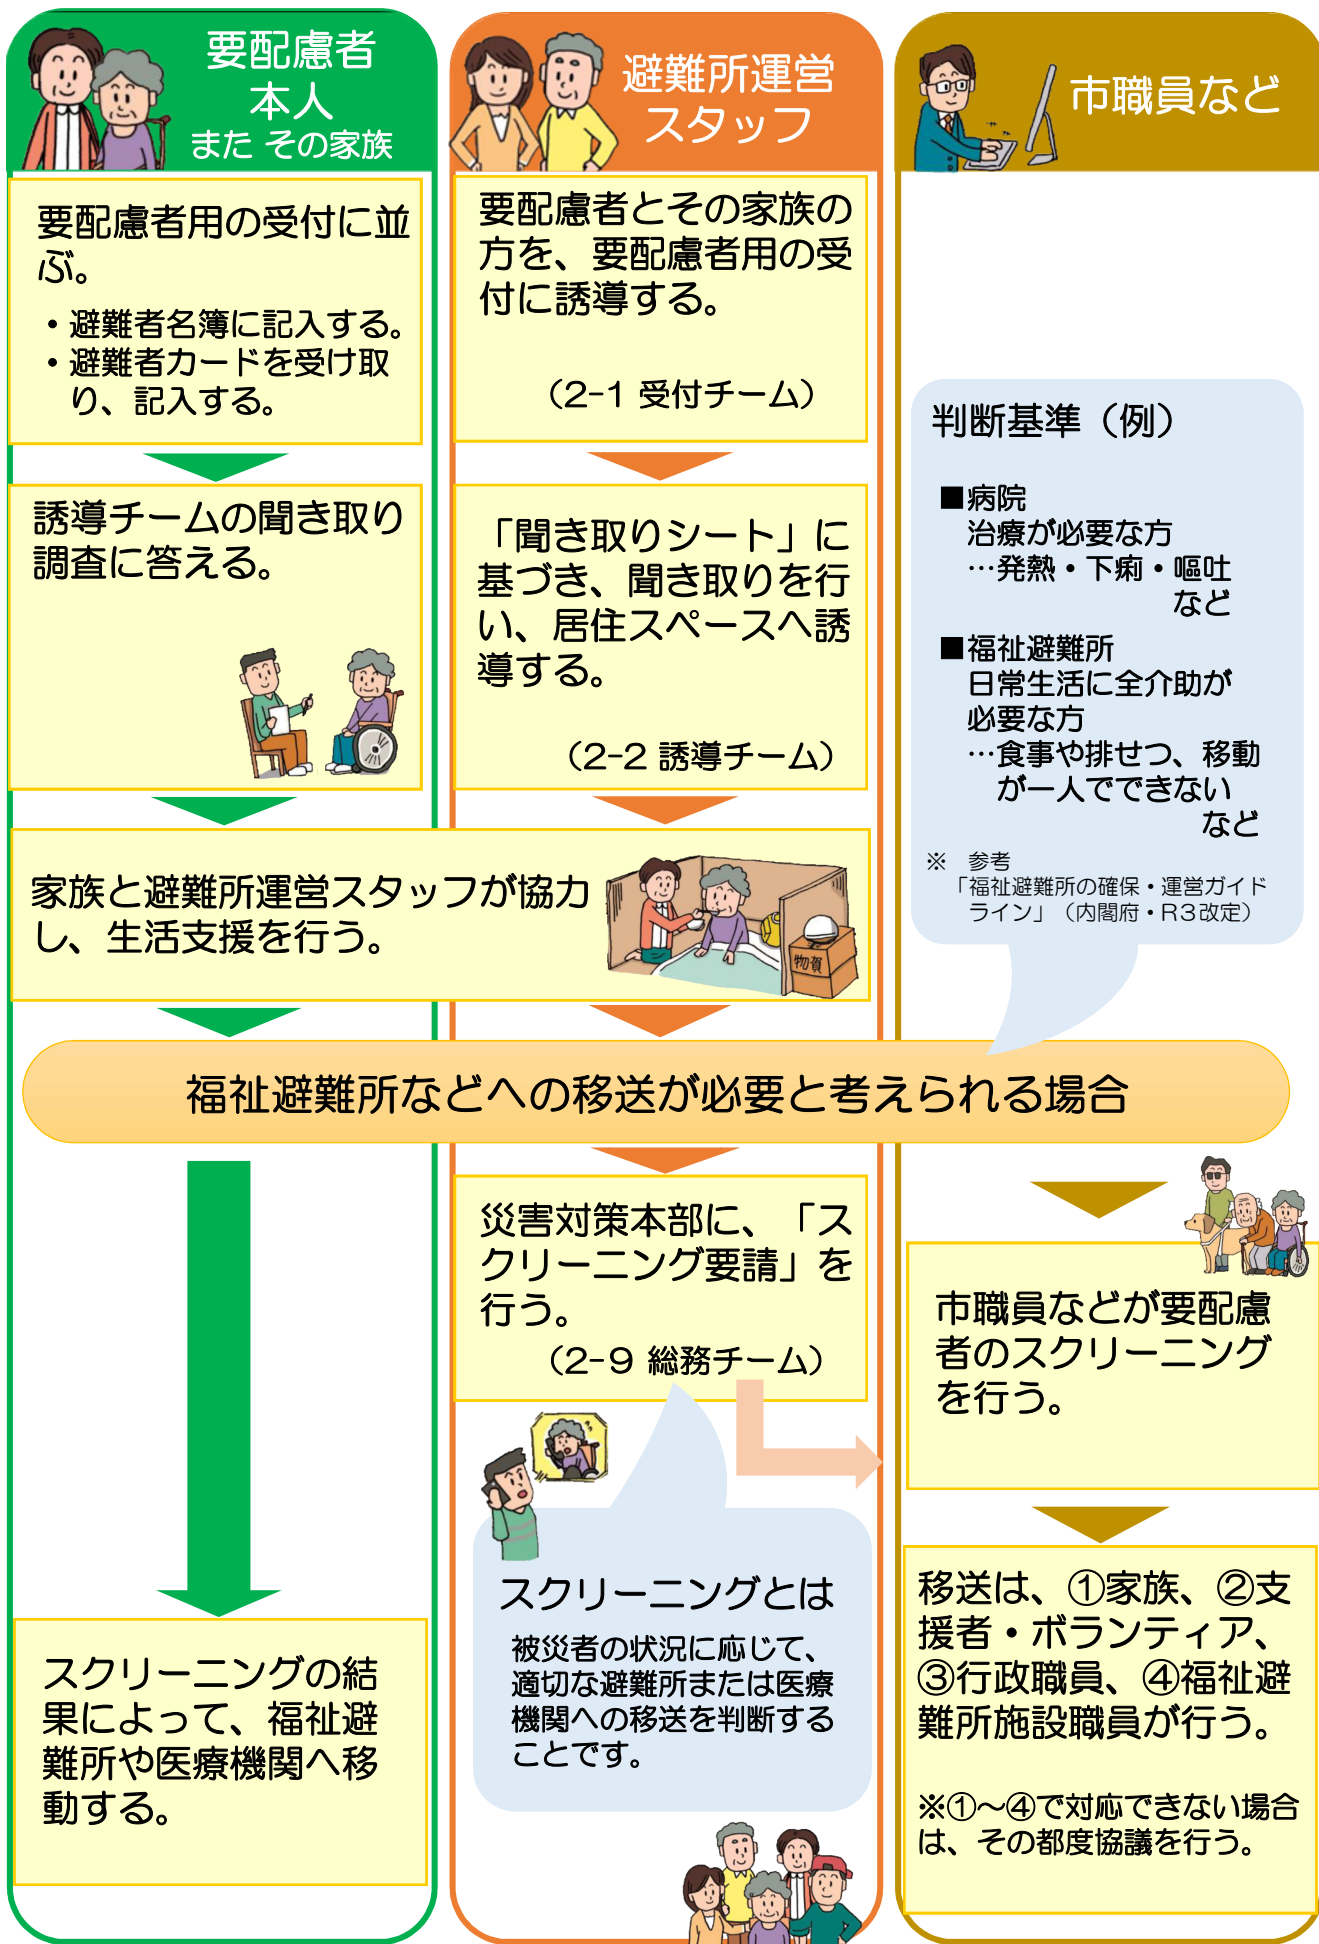 要配慮者
本人
また その家族
避難所運営
スタッフ
市職員など
要配慮者用の受付に並
ぶ。
・避難者名簿に記入する。
・避難者カードを受け取
り、記入する。
要配慮者とその家族の
方を、要配慮者用の受
付に誘導する。
（2-1 受付チーム）
誘導チームの聞き取り
調査に答える。
「聞き取りシート」に
基づき、聞き取りを行
い、居住スペースへ誘
導する。
（2-2 誘導チーム）
判断基準（例）
■病院
治療が必要な方
…発熱・下痢・嘔吐
など
■福祉避難所
日常生活に全介助が
必要な方
…食事や排せつ、移動
が一人でできない
など
※ 参考
「福祉避難所の確保・運営ガイド
ライン」（内閣府・R3改定）
家族と避難所運営スタッフが協力
し、生活支援を行う。
物資
福祉避難所などへの移送が必要と考えられる場合
災害対策本部に、「ス
クリーニング要請」を
行う。
（2-9 総務チーム）
市職員などが要配慮
者のスクリーニング
を行う。
スクリーニングとは
被災者の状況に応じて、
適切な避難所または医療
機関への移送を判断する
ことです。
スクリーニングの結
果によって、福祉避
難所や医療機関へ移
動する。
移送は、①家族、②支
援者・ボランティア、
③行政職員、④福祉避
難所施設職員が行う。
※①～④で対応できない場合
は、その都度協議を行う。